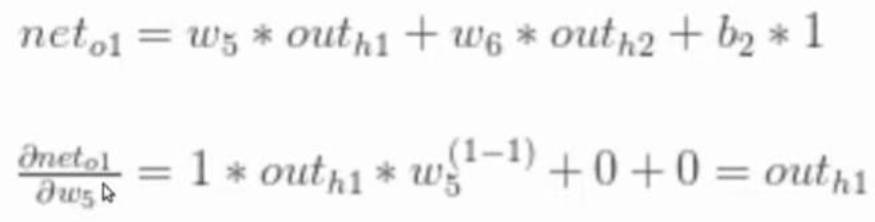 net_{o1} = w_5 * out_{h1} + w_6 * out_{h2} + b_2 * 1
\frac{∂net_{o1}}{∂w_5} = 1 * out_{h1} * w_5^{(1-1)} + 0 + 0 = out_{h1}